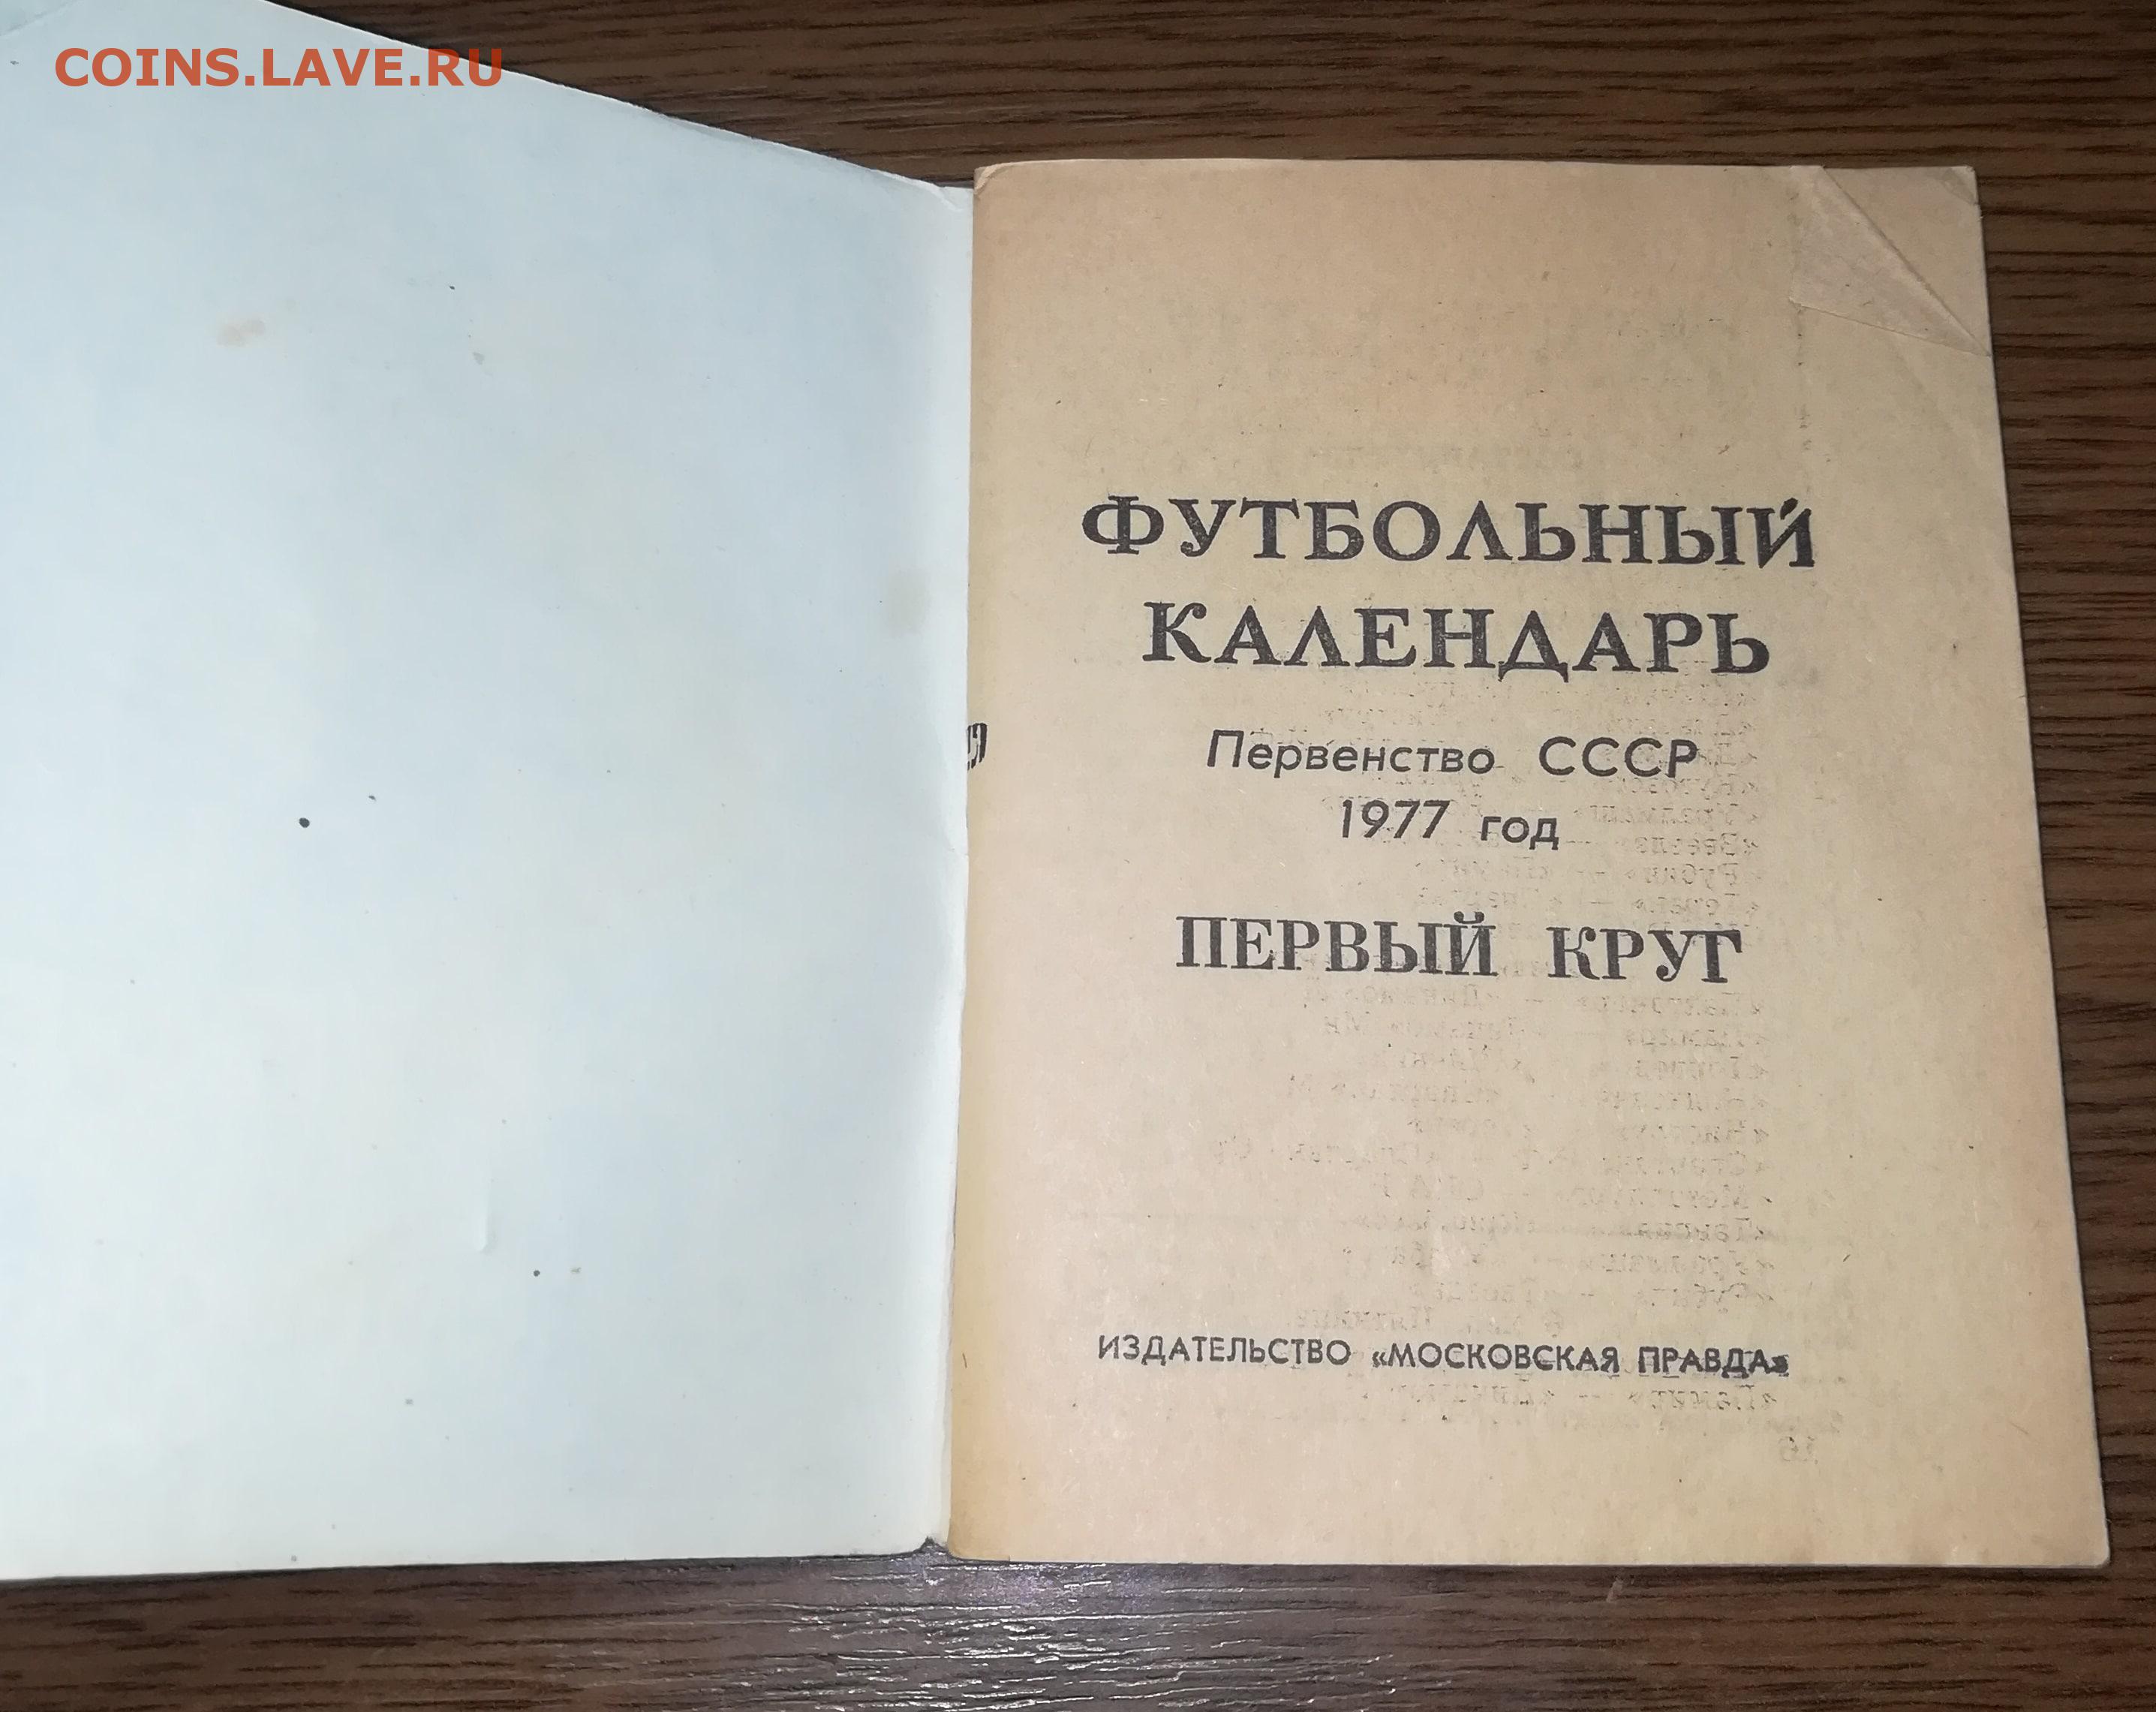 COINS.LAVE.RU
ФУТБОЛЬНЫЙ
КАЛЕНДАРЬ
Первенство СССР
1977 год
ПЕРВЫЙ КРУГ
ИЗДАТЕЛЬСТВО «МОСКОВСКАЯ ПРАВДА»